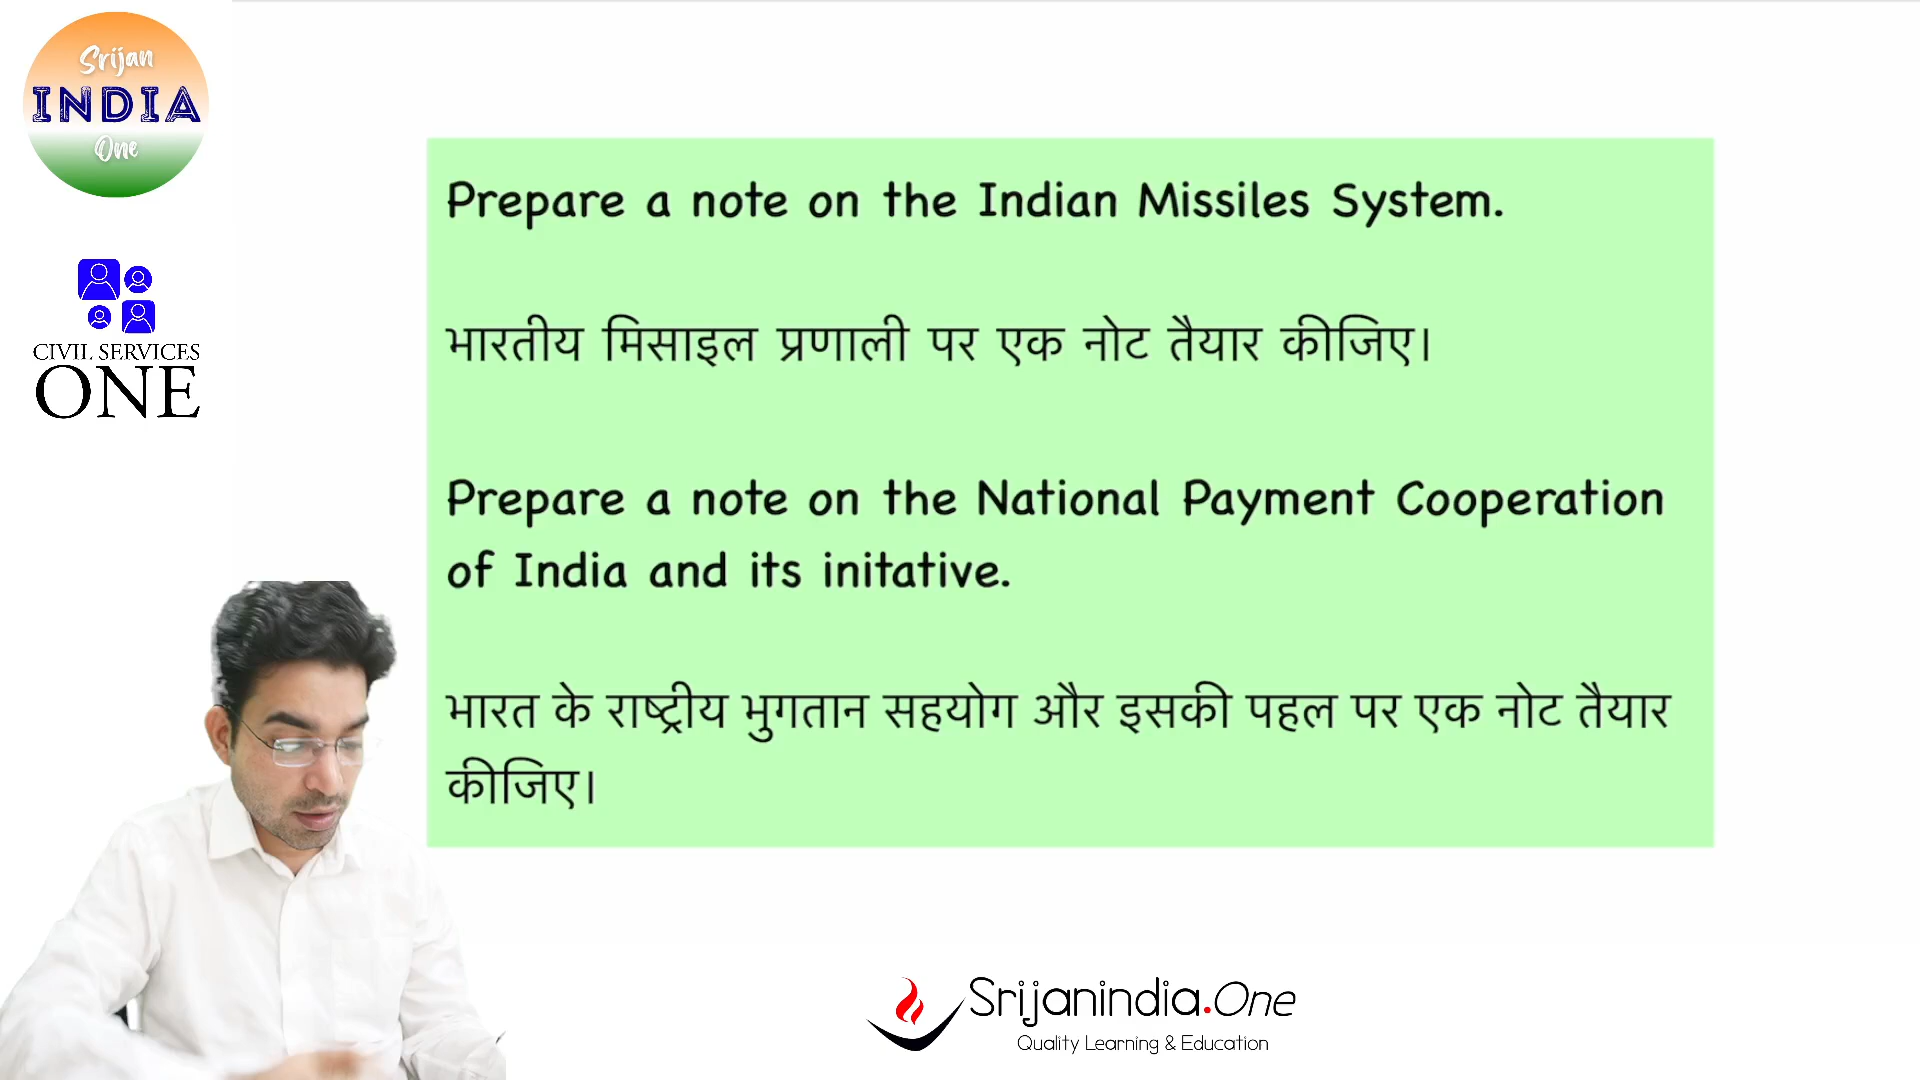 Srijan
INDIA
One
CIVIL SERVICES
ONE
Prepare a note on the Indian Missiles System.
भारतीय मिसाइल प्रणाली पर एक नोट तैयार कीजिए।
Prepare a note on the National Payment Cooperation
of India and its initative.
भारत के राष्ट्रीय भुगतान सहयोग और इसकी पहल पर एक नोट तैयार
कीजिए।
Srijanindia.One
Quality Learning & Education